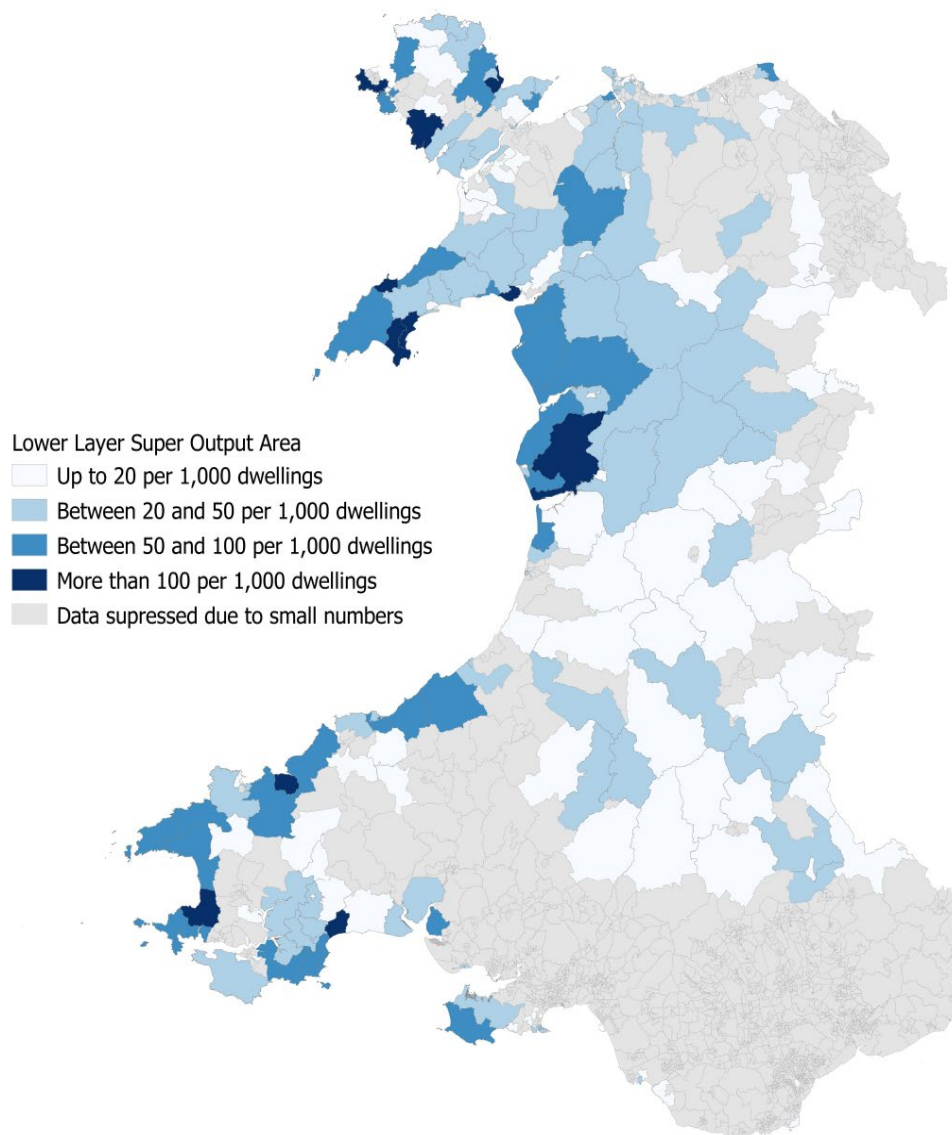 Lower Layer Super Output Area
Up to 20 per 1,000 dwellings
Between 20 and 50 per 1,000 dwellings
Between 50 and 100 per 1,000 dwellings
More than 100 per 1,000 dwellings
Data supressed due to small numbers